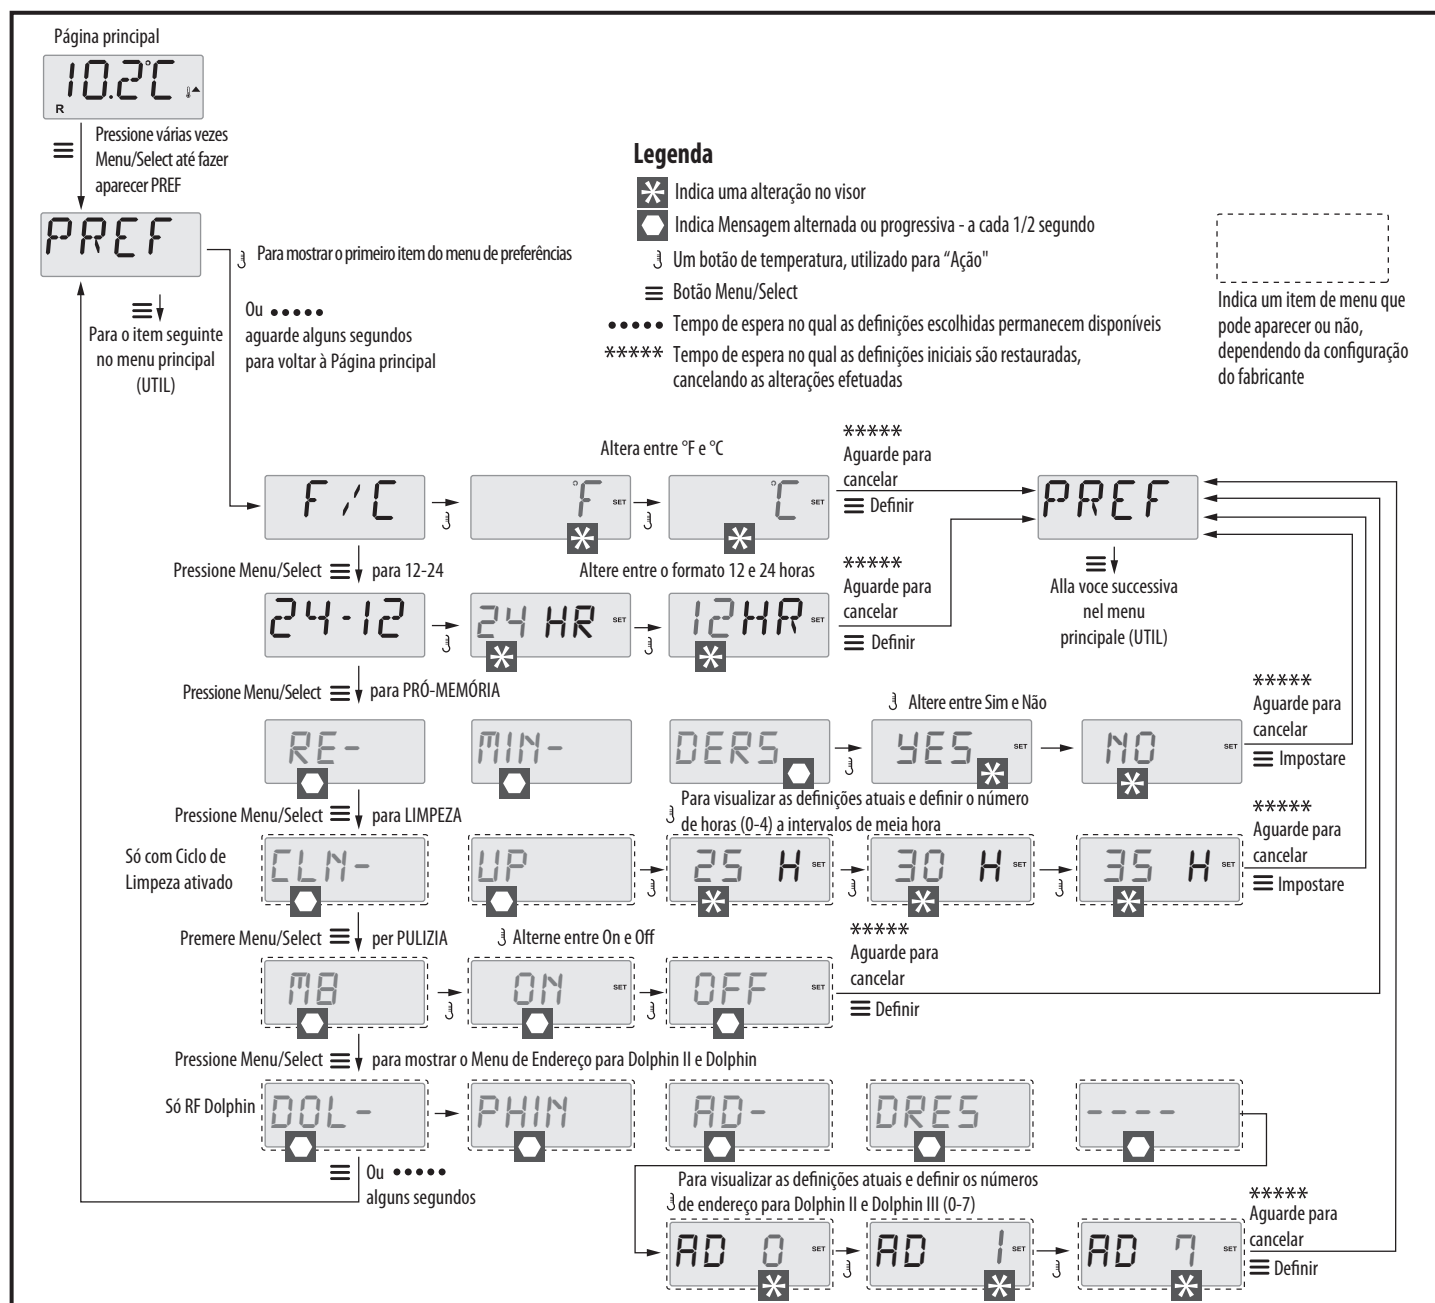 Página principal
10.2°C
R
Pressione várias vezes
Menu/Select até fazer
aparecer PREF
PREF
Para mostrar o primeiro item do menu de preferências
Para o item seguinte
no menu principal
(UTIL)
Ou •••••
aguarde alguns segundos
para voltar à Página principal
Legenda
Indica uma alteração no visor
Indica Mensagem alternada ou progressiva - a cada 1/2 segundo
Um botão de temperatura, utilizado para “Ação"
Botão Menu/Select
••••• Tempo de espera no qual as definições escolhidas permanecem disponíveis
***** Tempo de espera no qual as definições iniciais são restauradas,
cancelando as alterações efetuadas
Indica um item de menu que
pode aparecer ou não,
dependendo da configuração
do fabricante
Altera entre °F e °C
F/C
°F SET
°C SET
*****
Aguarde para
cancelar
Definir
PREF
Alla voce successiva
nel menu
principale (UTIL)
Pressione Menu/Select para 12-24
Altere entre o formato 12 e 24 horas
24-12
24 HR SET
12 HR SET
*****
Aguarde para
cancelar
Definir
Pressione Menu/Select para PRÓ-MEMÓRIA
Altere entre Sim e Não
RE-
MIN-
DERS
YES SET
NO SET
*****
Aguarde para
cancelar
Impostare
Pressione Menu/Select para LIMPEZA
Para visualizar as definições atuais e definir o número
de horas (0-4) a intervalos de meia hora
Só com Ciclo de
Limpeza ativado
CLN-
UP
25 H SET
30 H SET
35 H SET
*****
Aguarde para
cancelar
Impostare
Premere Menu/Select per PULIZIA
Alterne entre On e Off
M8
ON SET
OFF SET
*****
Aguarde para
cancelar
Definir
Pressione Menu/Select para mostrar o Menu de Endereço para Dolphin II e Dolphin
Só RF Dolphin
DOL-
PHIN
AD-
DRES
----
Ou •••••
alguns segundos
Para visualizar as definições atuais e definir os números
de endereço para Dolphin II e Dolphin III (0-7)
AD 0 SET
AD 1 SET
AD 7 SET
*****
Aguarde para
cancelar
Definir